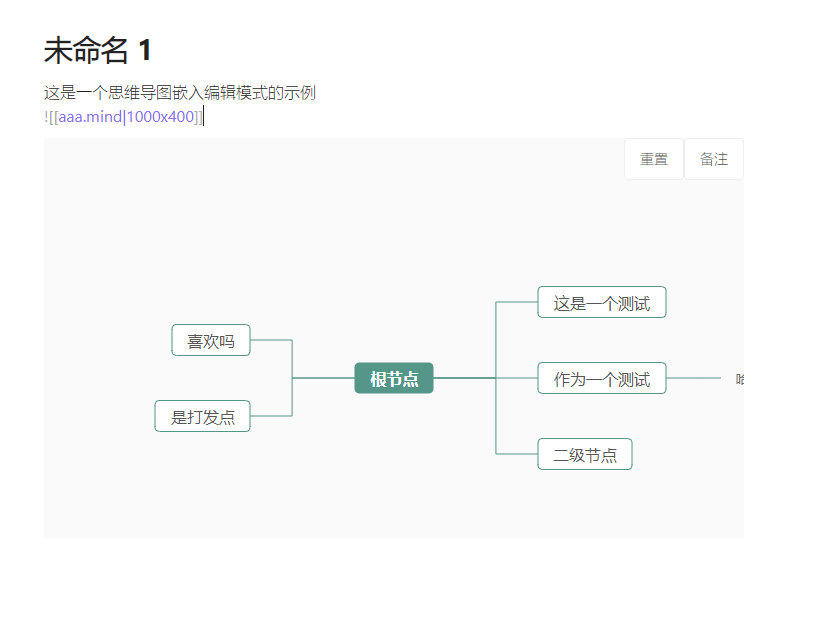 未命名 1
这是一个思维导图嵌入编辑模式的示例
![[aaa.mind|1000x400]]
重置 备注
这是一个测试
喜欢吗
根节点
作为一个测试
是打发点
二级节点